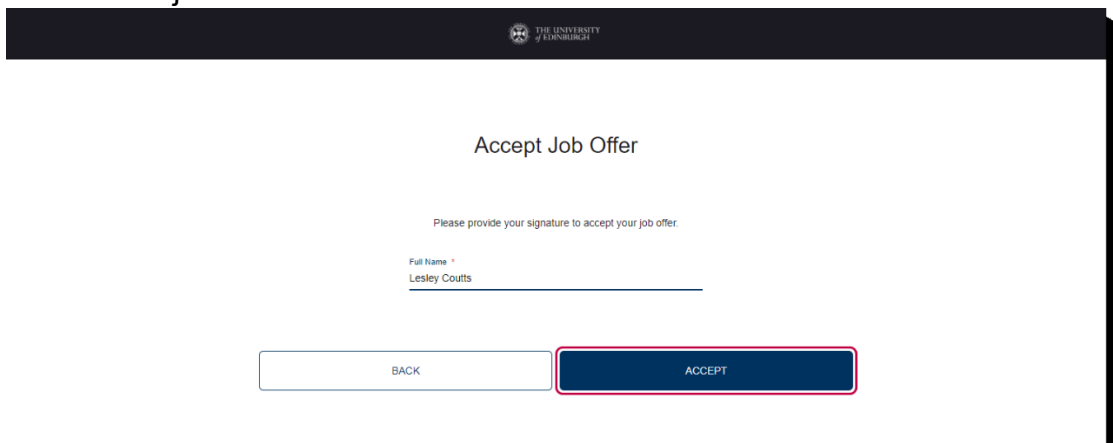 THE UNIVERSITY
of EDINBURGH
Accept Job Offer
Please provide your signature to accept your job offer.
Full Name *
Lesley Coutts
BACK
ACCEPT